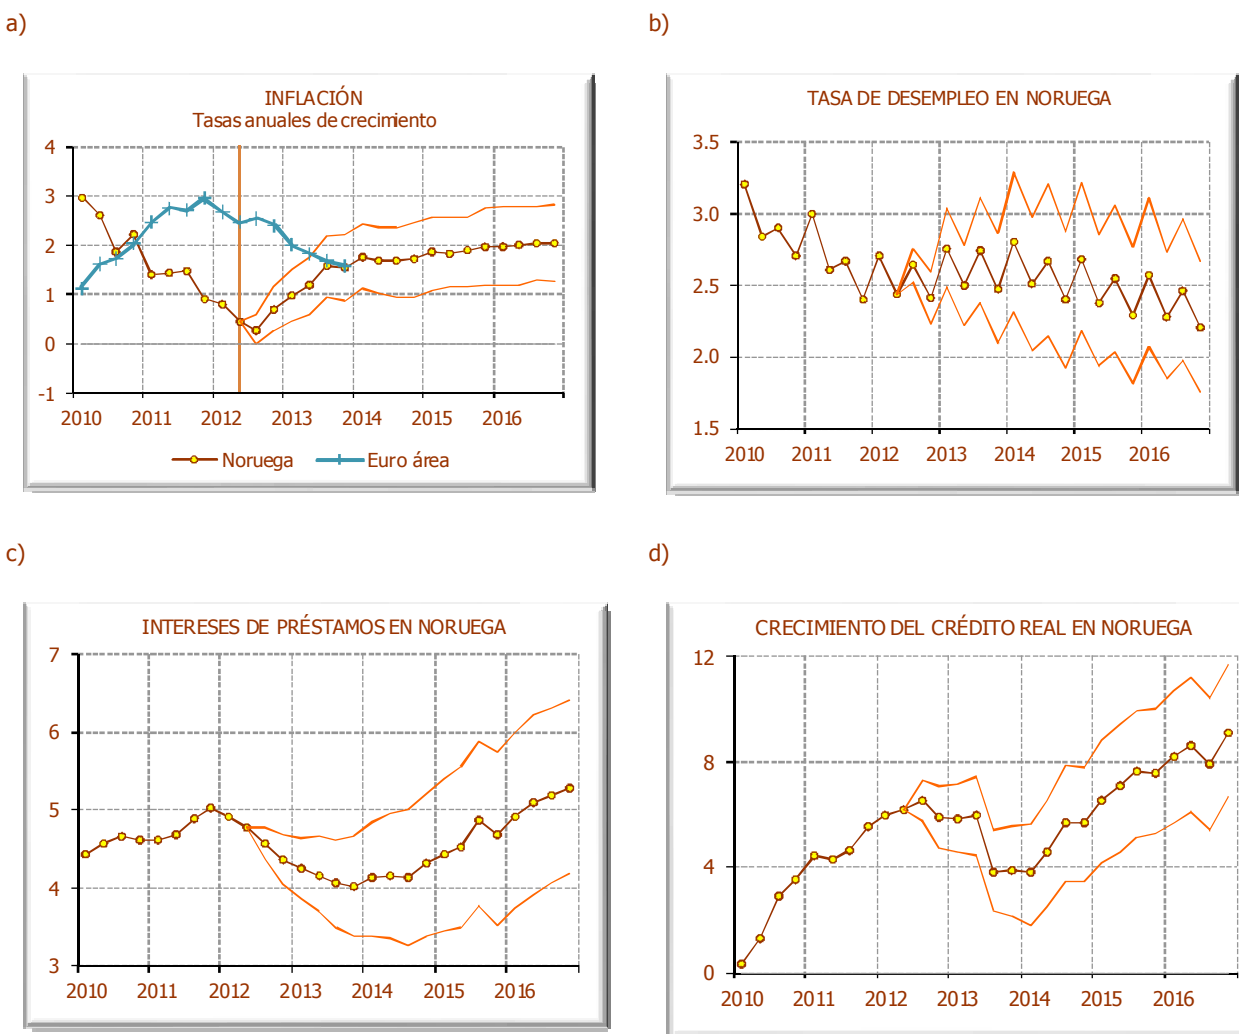 a)
b)
INFLACIÓN
Tasas anuales de crecimiento
4
3
2
1
0
-1
2010 2011 2012 2013 2014 2015 2016
Noruega Euro área
TASA DE DESEMPLEO EN NORUEGA
3.5
3.0
2.5
2.0
1.5
2010 2011 2012 2013 2014 2015 2016
c)
d)
INTERESES DE PRÉSTAMOS EN NORUEGA
7
6
5
4
3
2010 2011 2012 2013 2014 2015 2016
CRECIMIENTO DEL CRÉDITO REAL EN NORUEGA
12
8
4
0
2010 2011 2012 2013 2014 2015 2016